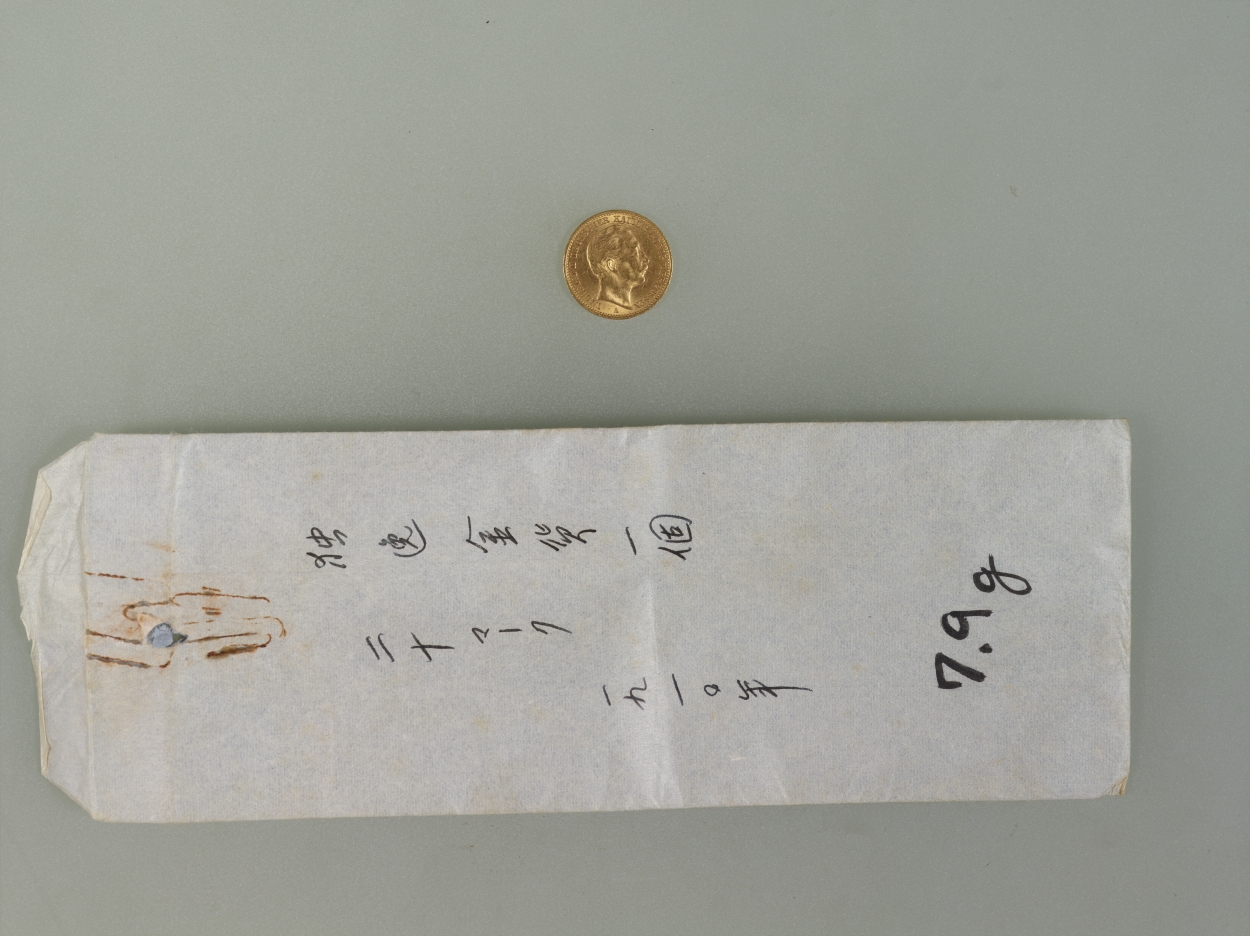 独逸金貨一個
二十マーク
一九一〇年
7.9g
A